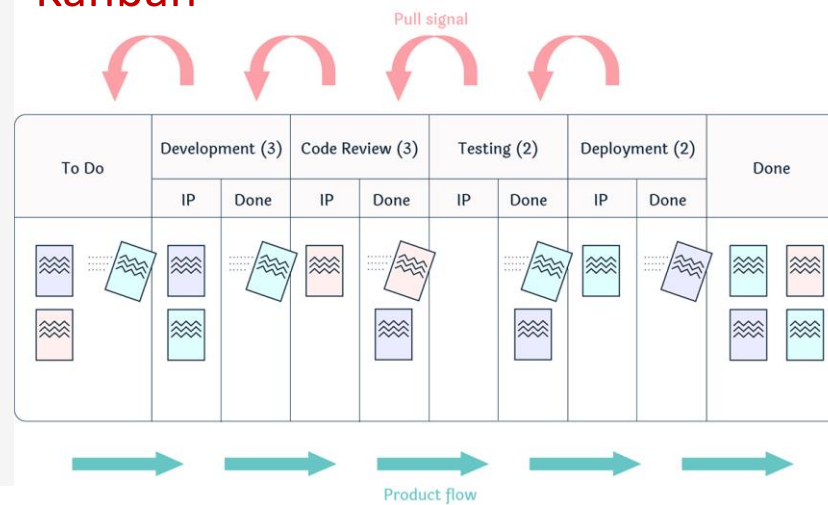 Kanban
Pull signal
To Do
Development (3)
Code Review (3)
Testing (2)
Deployment (2)
Done
IP
Done
IP
Done
IP
Done
IP
Done
Product flow